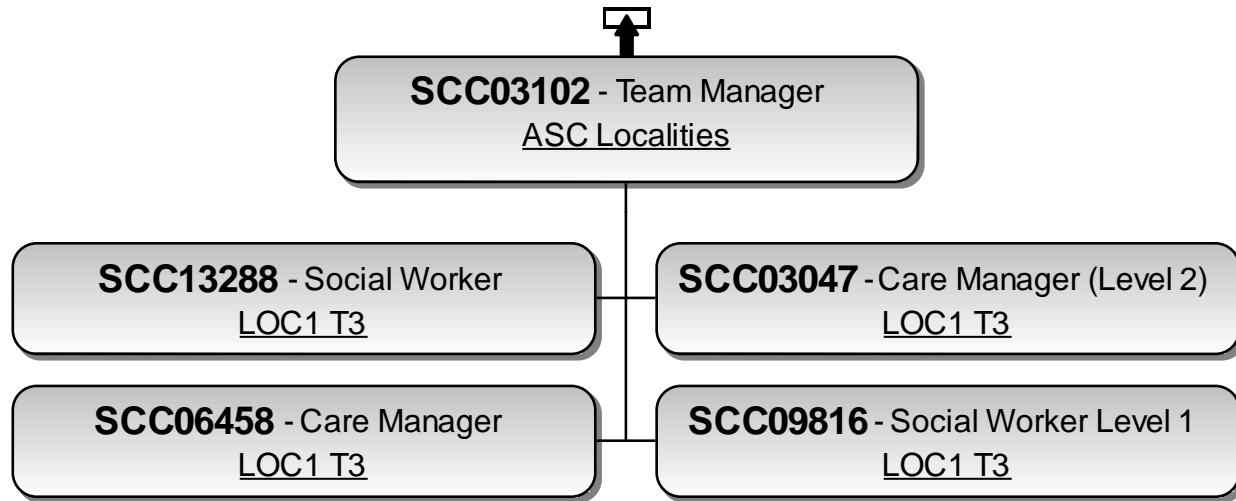 SCC03102 - Team Manager
ASC Localities
SCC13288 - Social Worker
LOC1 T3
SCC03047 - Care Manager (Level 2)
LOC1 T3
SCC06458 - Care Manager
LOC1 T3
SCC09816 - Social Worker Level 1
LOC1 T3